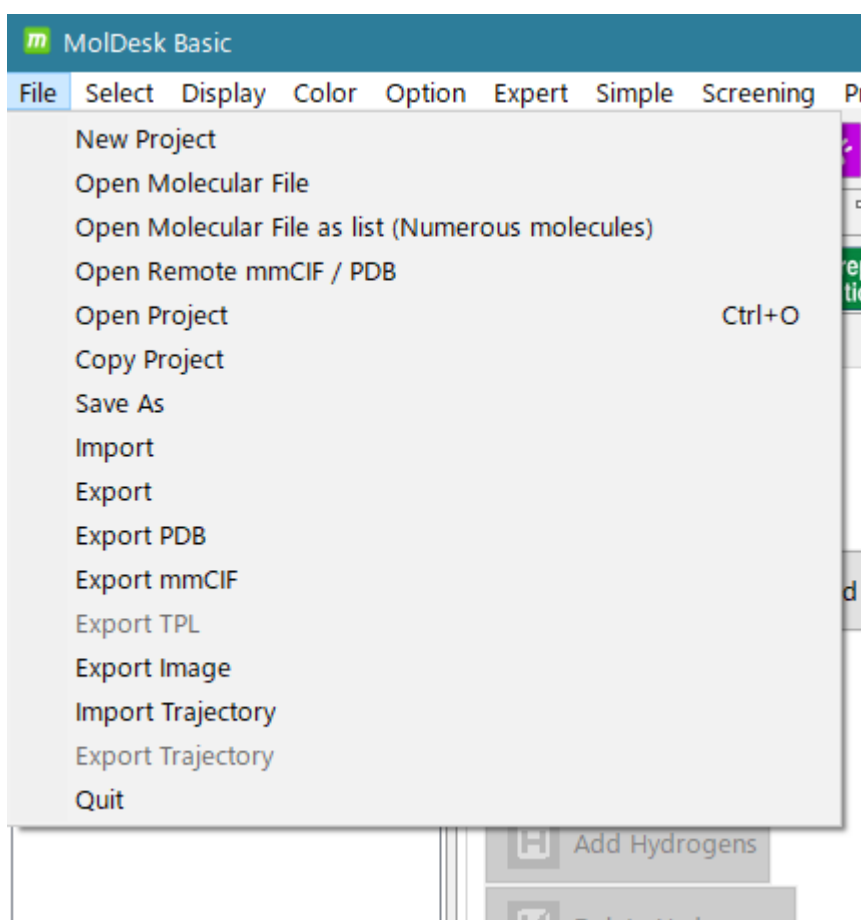 MolDesk Basic
File Select Display Color Option Expert Simple Screening
New Project
Open Molecular File
Open Molecular File as list (Numerous molecules)
Open Remote mmCIF / PDB
Open Project Ctrl+O
Copy Project
Save As
Import
Export
Export PDB
Export mmCIF
Export TPL
Export Image
Import Trajectory
Export Trajectory
Quit
Add Hydrogens